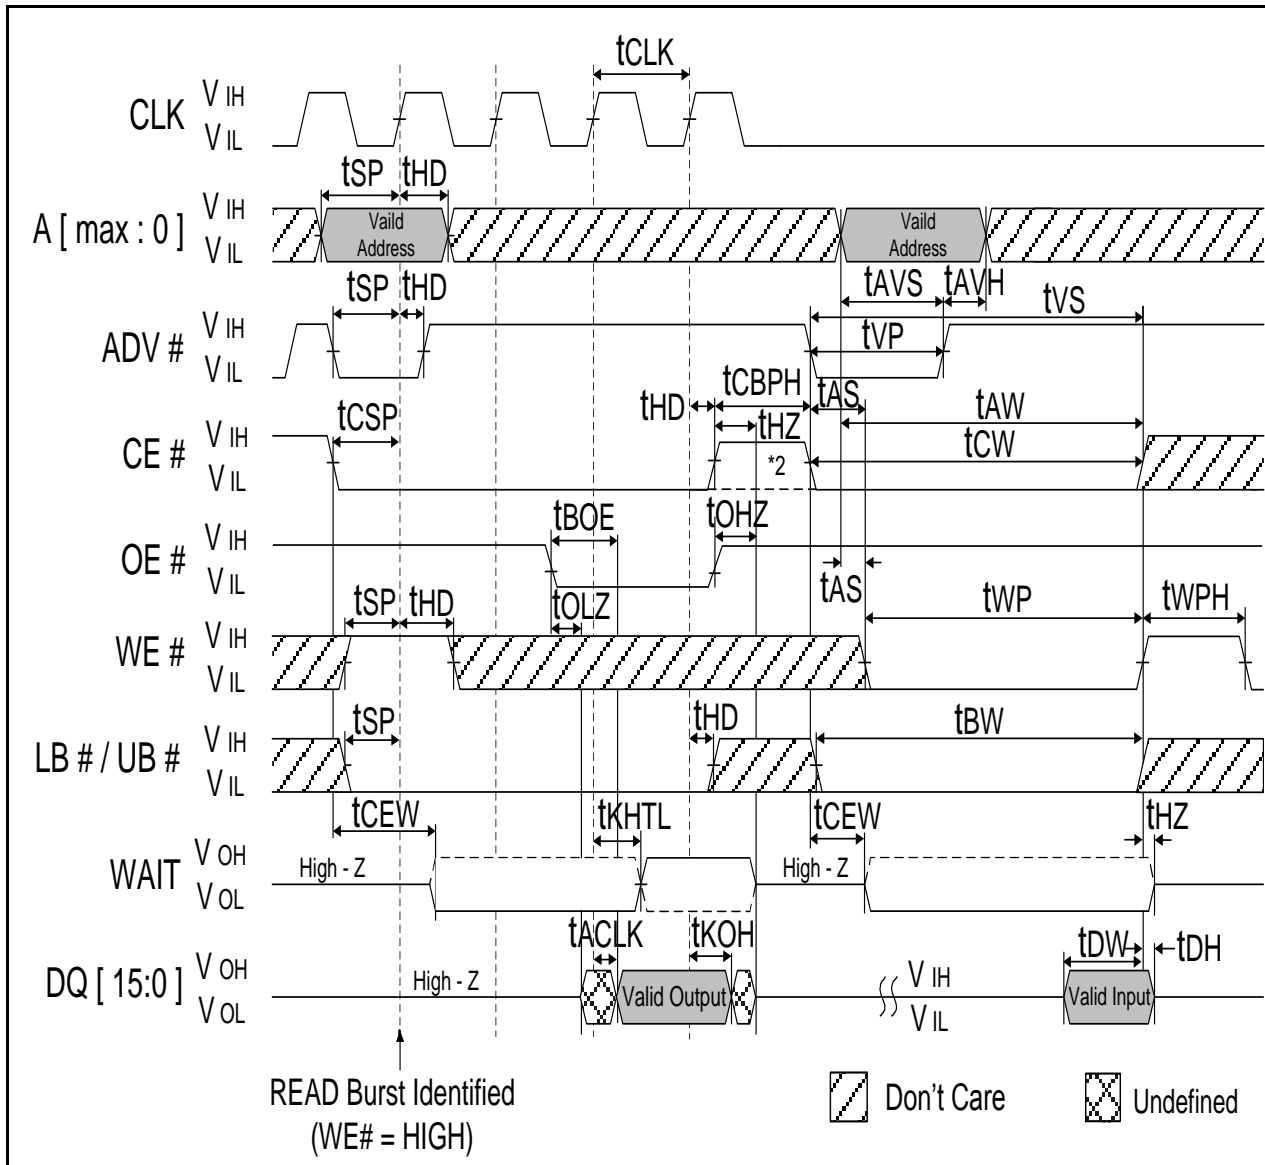 tCLK
CLK V IH
V IL
tSP tHD
A [ max : 0 ] V IH
V IL
Vaild Address
Vaild Address
tSP tHD tAVS tAVH tVS
ADV # V IH
V IL
tVP
tHD tCBPH tAS
tCSP tHZ tAW
CE # V IH
V IL
*2 tCW
tBOE tOHZ
OE # V IH
V IL
tAS
tSP tHD tOLZ tWP tWPH
WE # V IH
V IL
tSP tHD tBW
LB # / UB # V IH
V IL
tCEW tKHTL tCEW tHZ
WAIT V OH
V OL
High - Z High - Z
tACLK tKOH tDW tDH
DQ [ 15:0 ] V OH
V OL
High - Z Valid Output V IH
V IL
Valid Input
READ Burst Identified
(WE# = HIGH)
Don't Care Undefined